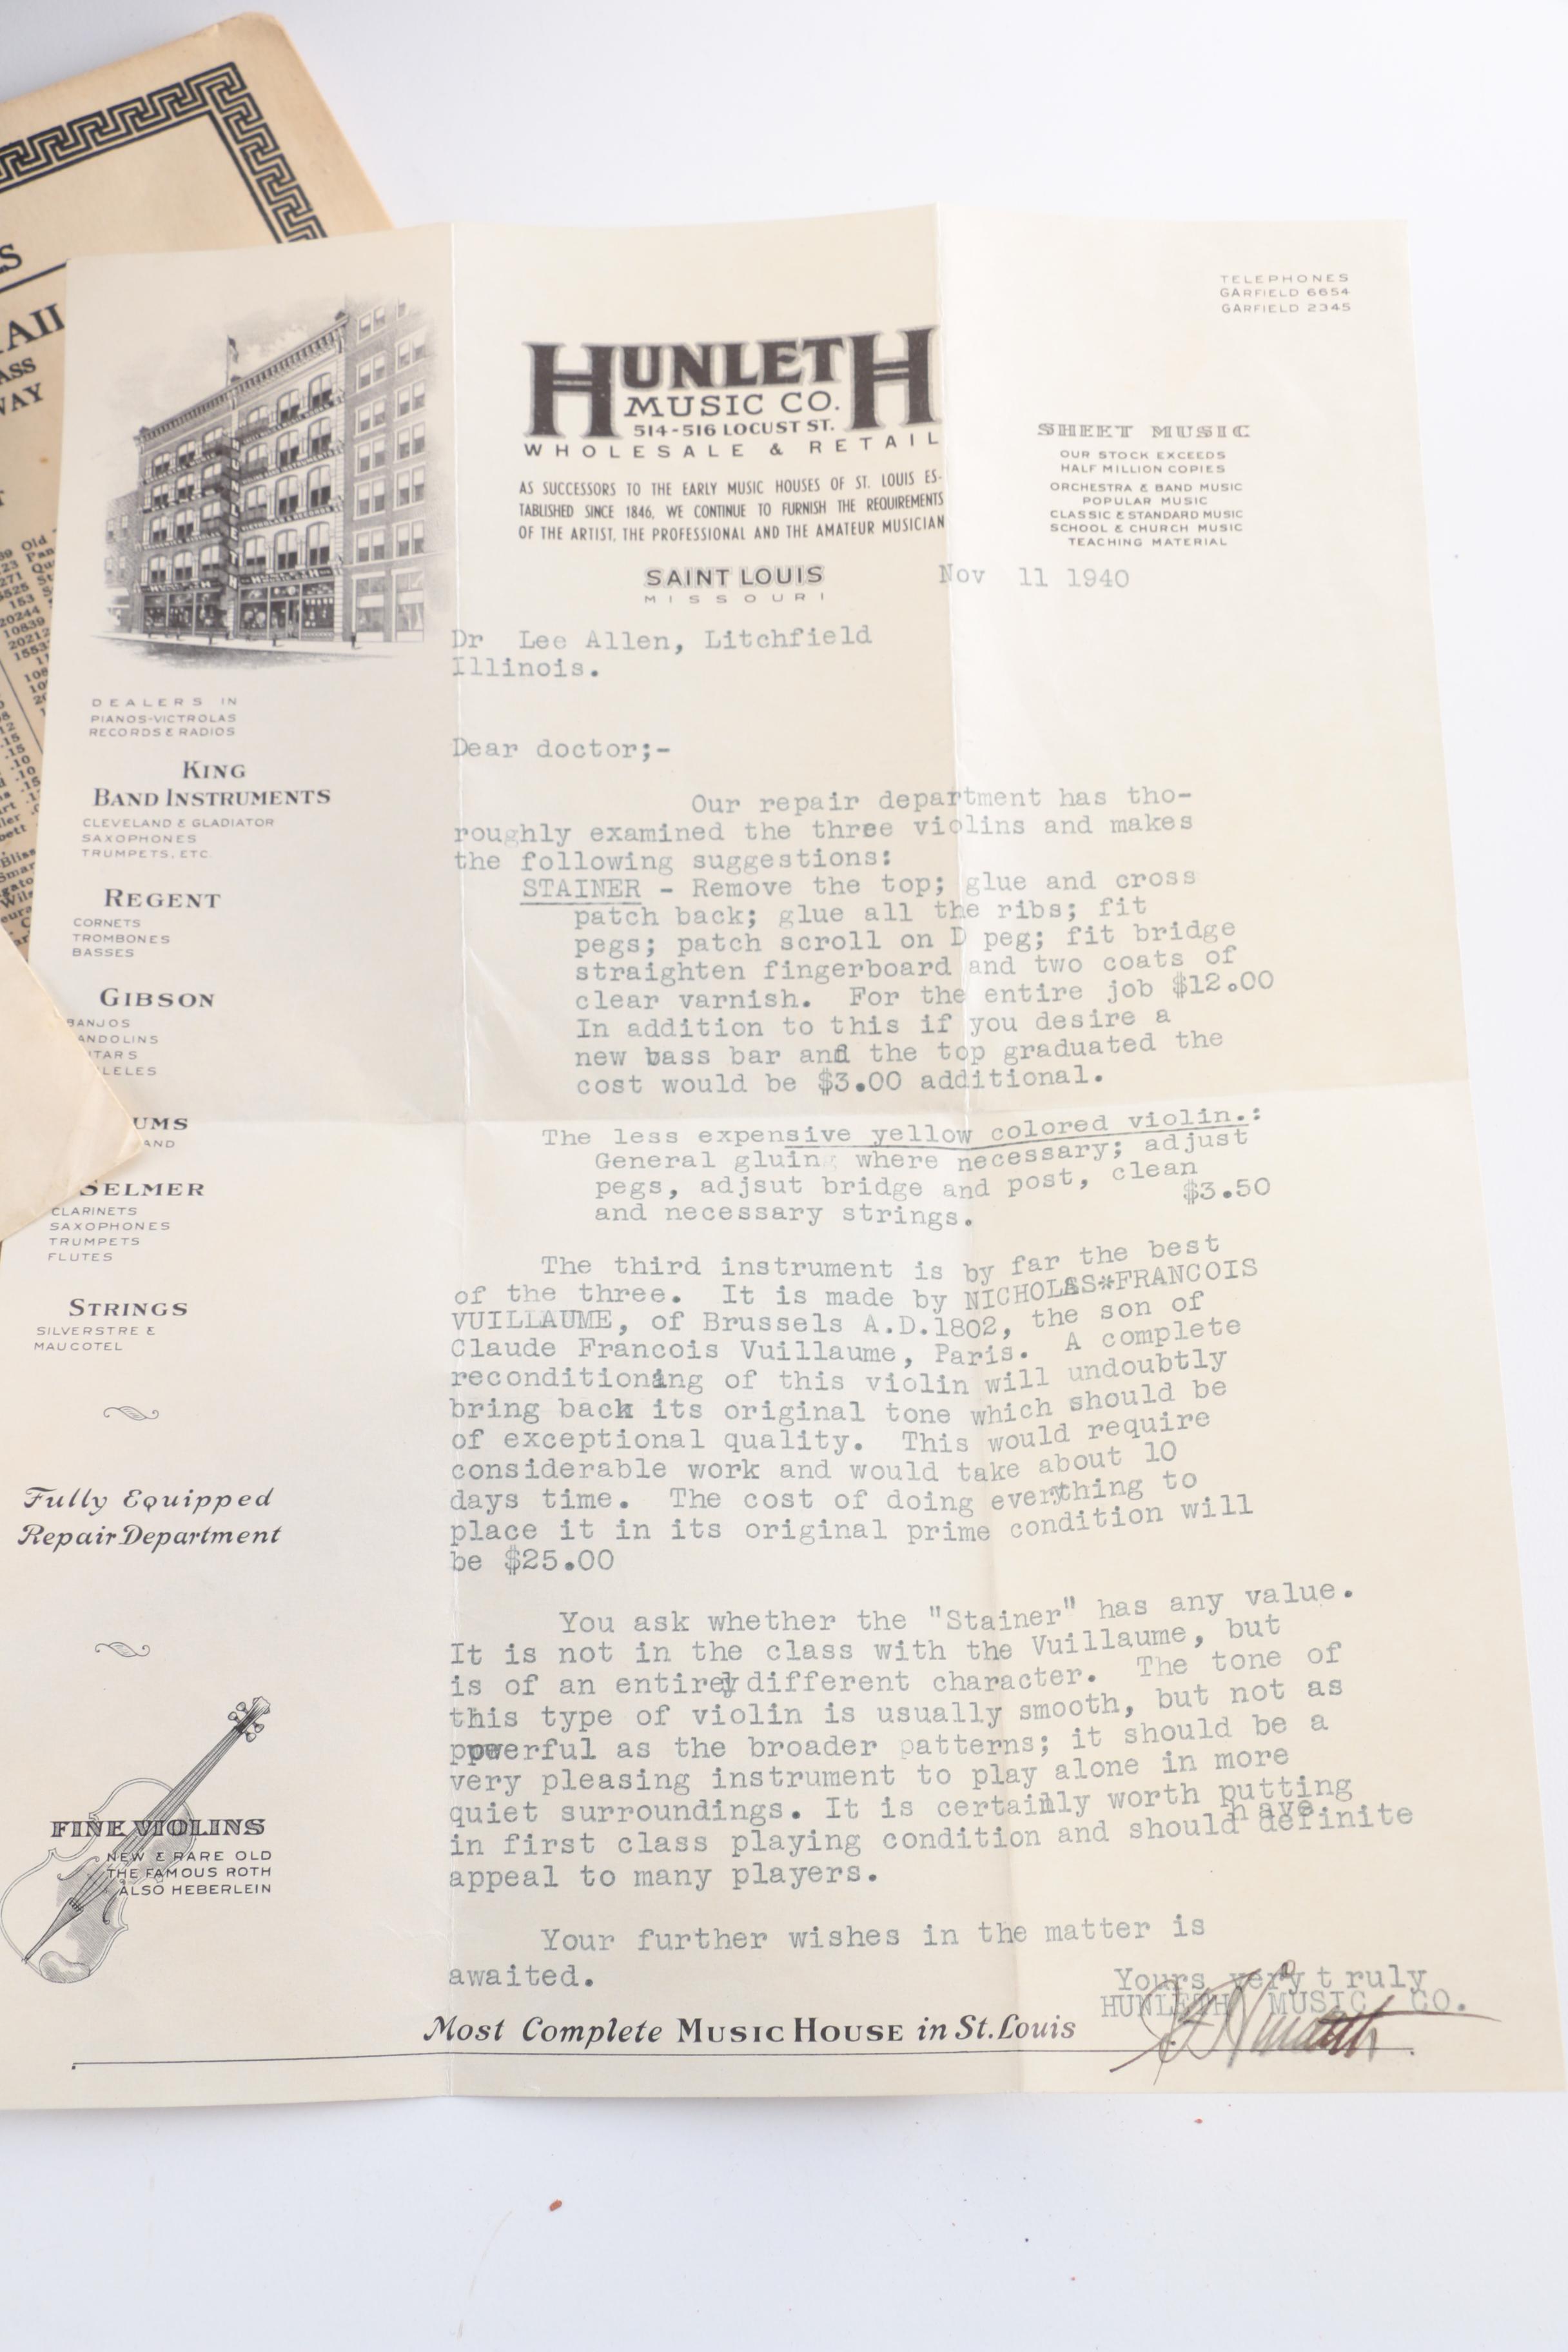 TELEPHONES
GARFIELD 6654
GARFIELD 2345
HUNLETH
MUSIC CO.
514-516 LOCUST ST.
WHOLESALE & RETAIL
AS SUCCESSORS TO THE EARLY MUSIC HOUSES OF ST. LOUIS ES-
TABLISHED SINCE 1846, WE CONTINUE TO FURNISH THE REQUIREMENTS
OF THE ARTIST, THE PROFESSIONAL AND THE AMATEUR MUSICIAN
SAINT LOUIS
MISSOURI
SHEET MUSIC
OUR STOCK EXCEEDS
HALF MILLION COPIES
ORCHESTRA & BAND MUSIC
POPULAR MUSIC
CLASSIC & STANDARD MUSIC
SCHOOL & CHURCH MUSIC
TEACHING MATERIAL
Nov 11 1940
Dr Lee Allen, Litchfield
Illinois.
Dear doctor;-
Our repair department has tho-
roughly examined the three violins and makes
the following suggestions:
STAINER - Remove the top; glue and cross
patch back; glue all the ribs; fit
pegs; patch scroll on D peg; fit bridge
straighten fingerboard and two coats of
clear varnish. For the entire job $12.00
In addition to this if you desire a
new bass bar and the top graduated the
cost would be $3.00 additional.
The less expensive yellow colored violin.:
General gluing where necessary; adjust
pegs, adjsut bridge and post, clean
and necessary strings. $3.50
The third instrument is by far the best
of the three. It is made by NICHOLAS*FRANCOIS
VUILLAUME, of Brussels A.D.1802, the son of
Claude Francois Vuillaume, Paris. A complete
reconditioning of this violin will undoubtly
bring back its original tone which should be
of exceptional quality. This would require
considerable work and would take about 10
days time. The cost of doing everything to
place it in its original prime condition will
be $25.00
You ask whether the "Stainer" has any value.
It is not in the class with the Vuillaume, but
is of an entirely different character. The tone of
this type of violin is usually smooth, but not as
powerful as the broader patterns; it should be a
very pleasing instrument to play alone in more
quiet surroundings. It is certainly worth putting
in first class playing condition and should have definite
appeal to many players.
Your further wishes in the matter is
awaited.
Yours very truly
HUNLETH MUSIC CO.
Most Complete MUSIC HOUSE in St. Louis
DEALERS IN
PIANOS-VICTROLAS
RECORDS & RADIOS
KING
BAND INSTRUMENTS
CLEVELAND & GLADIATOR
SAXOPHONES
TRUMPETS, ETC.
REGENT
CORNETS
TROMBONES
BASSES
GIBSON
BANJOS
ANDOLINS
ITARS
LELES
UMS
AND
SELMER
CLARINETS
SAXOPHONES
TRUMPETS
FLUTES
STRINGS
SILVERSTRE &
MAUCOTEL
Fully Equipped
Repair Department
FINE VIOLINS
NEW & RARE OLD
THE FAMOUS ROTH
ALSO HEBERLEIN